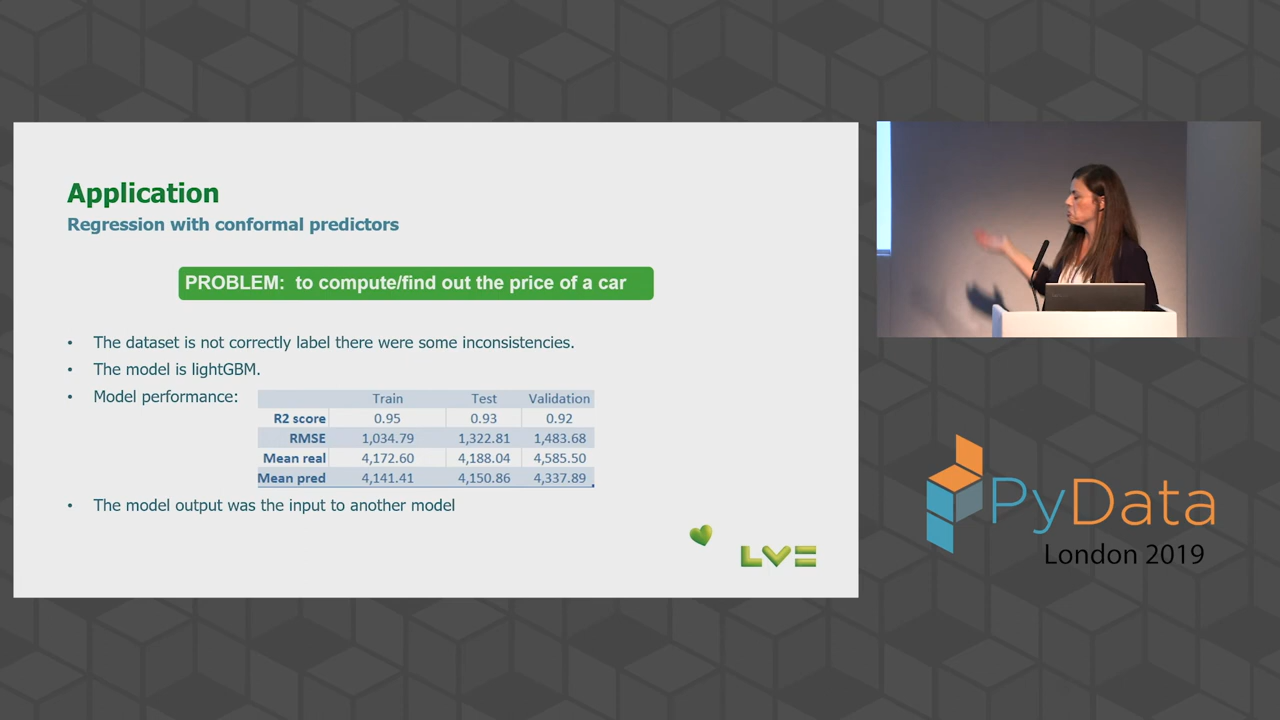 Application
Regression with conformal predictors
PROBLEM: to compute/find out the price of a car
• The dataset is not correctly label there were some inconsistencies.
• The model is lightGBM.
• Model performance:
Train Test Validation
R2 score 0.95 0.93 0.92
RMSE 1,034.79 1,322.81 1,483.68
Mean real 4,172.60 4,188.04 4,585.50
Mean pred 4,141.41 4,150.86 4,337.89
• The model output was the input to another model
LVE
PyData
London 2019